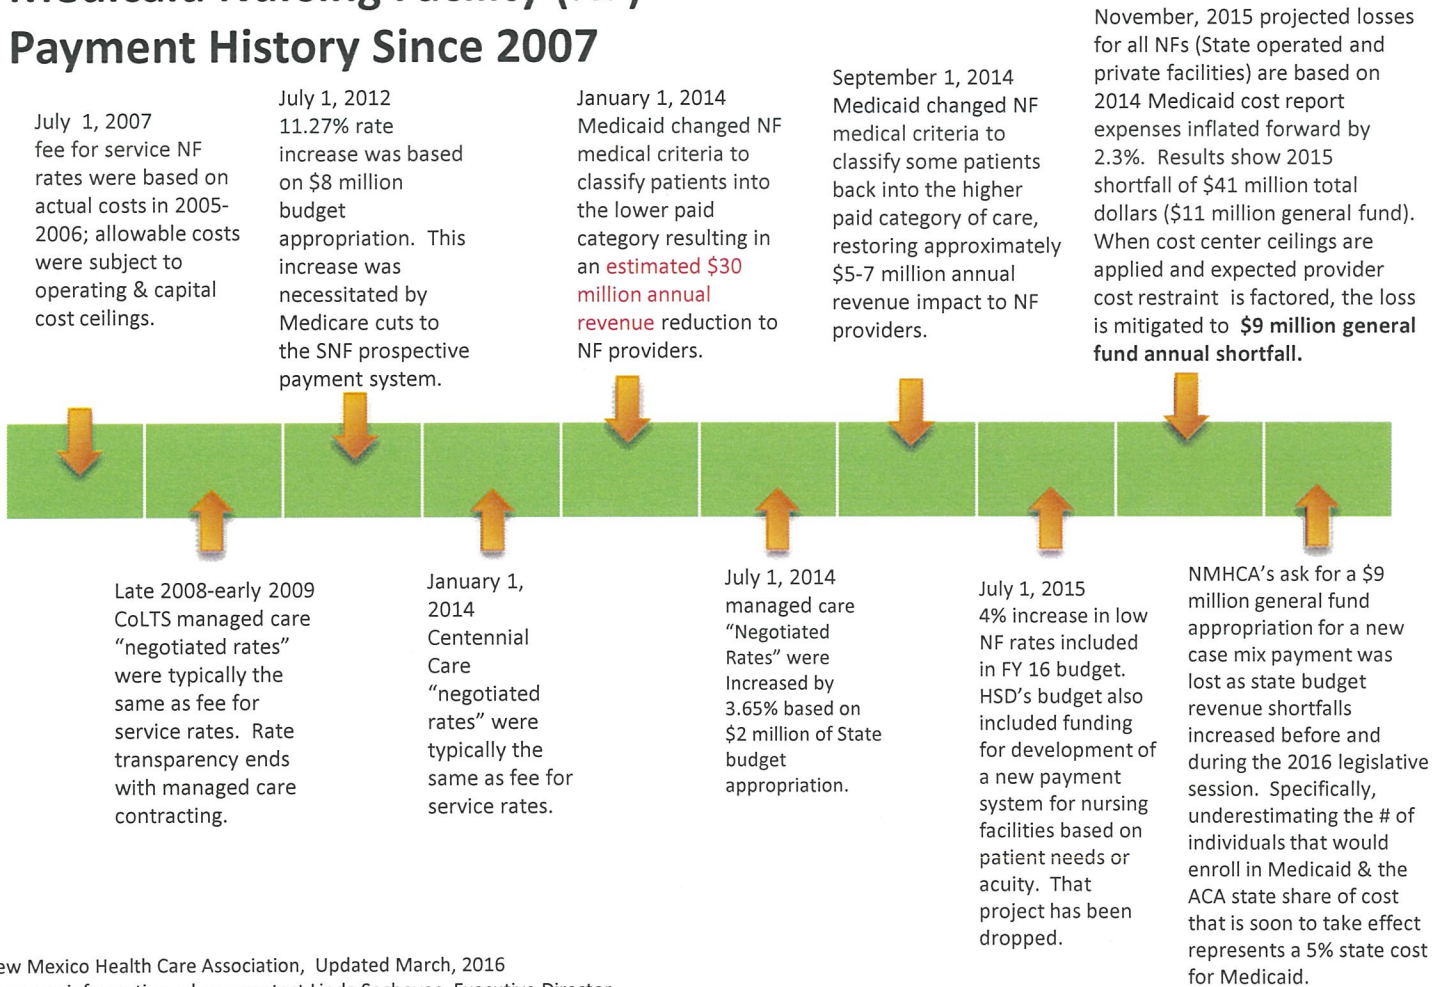 Medicaid Nursing Facility (NF)
Payment History Since 2007
July 1, 2007
fee for service NF
rates were based on
actual costs in 2005-
2006; allowable costs
were subject to
operating & capital
cost ceilings.
July 1, 2012
11.27% rate
increase was based
on $8 million
budget
appropriation. This
increase was
necessitated by
Medicare cuts to
the SNF prospective
payment system.
January 1, 2014
Medicaid changed NF
medical criteria to
classify patients into
the lower paid
category resulting in
an estimated $30
million annual
revenue reduction to
NF providers.
September 1, 2014
Medicaid changed NF
medical criteria to
classify some patients
back into the higher
paid category of care,
restoring approximately
$5-7 million annual
revenue impact to NF
providers.
November, 2015 projected losses
for all NFs (State operated and
private facilities) are based on
2014 Medicaid cost report
expenses inflated forward by
2.3%. Results show 2015
shortfall of $41 million total
dollars ($11 million general fund).
When cost center ceilings are
applied and expected provider
cost restraint is factored, the loss
is mitigated to $9 million general
fund annual shortfall.
Late 2008-early 2009
CoLTS managed care
“negotiated rates”
were typically the
same as fee for
service rates. Rate
transparency ends
with managed care
contracting.
January 1,
2014
Centennial
Care
“negotiated
rates” were
typically the
same as fee for
service rates.
July 1, 2014
managed care
“Negotiated
Rates” were
Increased by
3.65% based on
$2 million of State
budget
appropriation.
July 1, 2015
4% increase in low
NF rates included
in FY 16 budget.
HSD’s budget also
included funding
for development of
a new payment
system for nursing
facilities based on
patient needs or
acuity. That
project has been
dropped.
NMHCA’s ask for a $9
million general fund
appropriation for a new
case mix payment was
lost as state budget
revenue shortfalls
increased before and
during the 2016 legislative
session. Specifically,
underestimating the # of
individuals that would
enroll in Medicaid & the
ACA state share of cost
that is soon to take effect
represents a 5% state cost
for Medicaid.
ew Mexico Health Care Association, Updated March, 2016
Executive Director